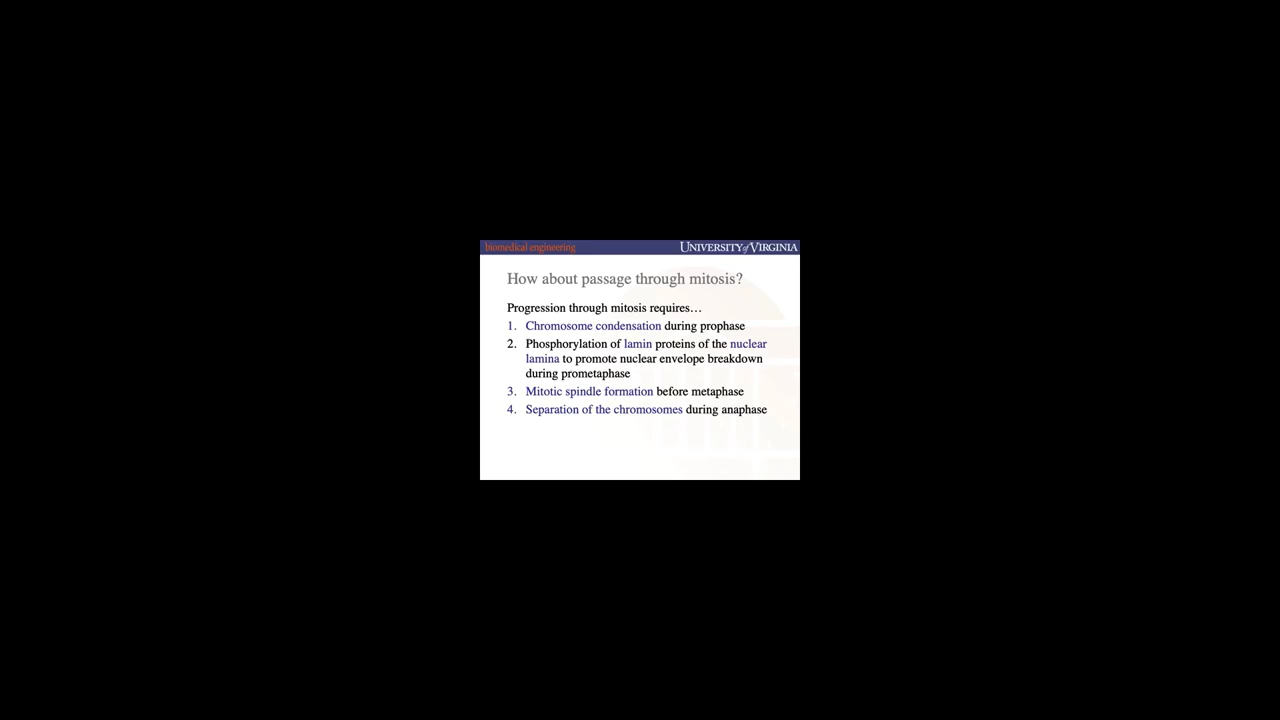 biomedical engineering
UNIVERSITY of VIRGINIA
How about passage through mitosis?
Progression through mitosis requires…
1. Chromosome condensation during prophase
2. Phosphorylation of lamin proteins of the nuclear
lamina to promote nuclear envelope breakdown
during prometaphase
3. Mitotic spindle formation before metaphase
4. Separation of the chromosomes during anaphase